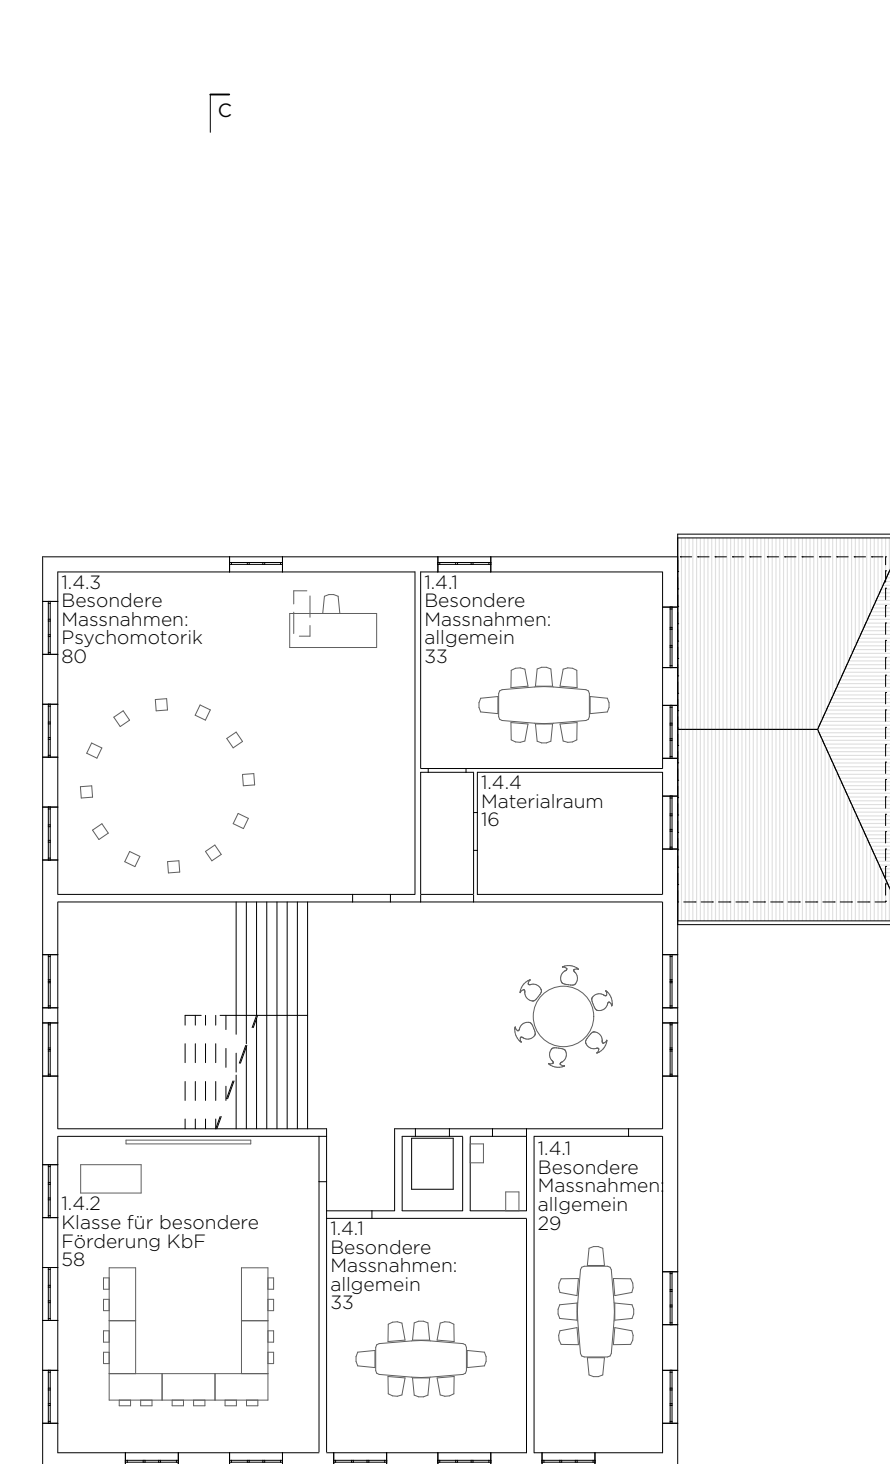 C
1.4.3
Besondere
Massnahmen:
Psychomotorik
80
1.4.1
Besondere
Massnahmen:
allgemein
33
1.4.4
Materialraum
16
1.4.1
Besondere
Massnahmen:
allgemein
29
1.4.2
Klasse für besondere
Förderung KbF
58
1.4.1
Besondere
Massnahmen:
allgemein
33